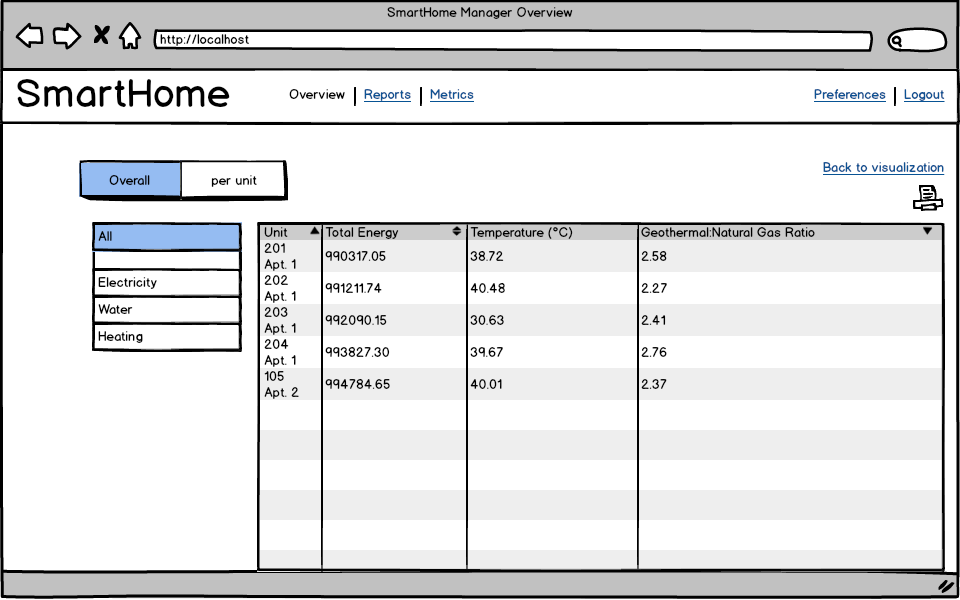 SmartHome Manager Overview
http://localhost
SmartHome Overview Reports Metrics Preferences Logout
Overall per unit
Back to visualization
All
Electricity
Water
Heating
Unit Total Energy Temperature (°C) Geothermal:Natural Gas Ratio
201
Apt. 1 990317.05 38.72 2.58
202
Apt. 1 991211.74 40.48 2.27
203
Apt. 1 992090.15 30.63 2.41
204
Apt. 1 993827.30 39.67 2.76
105
Apt. 2 994784.65 40.01 2.37